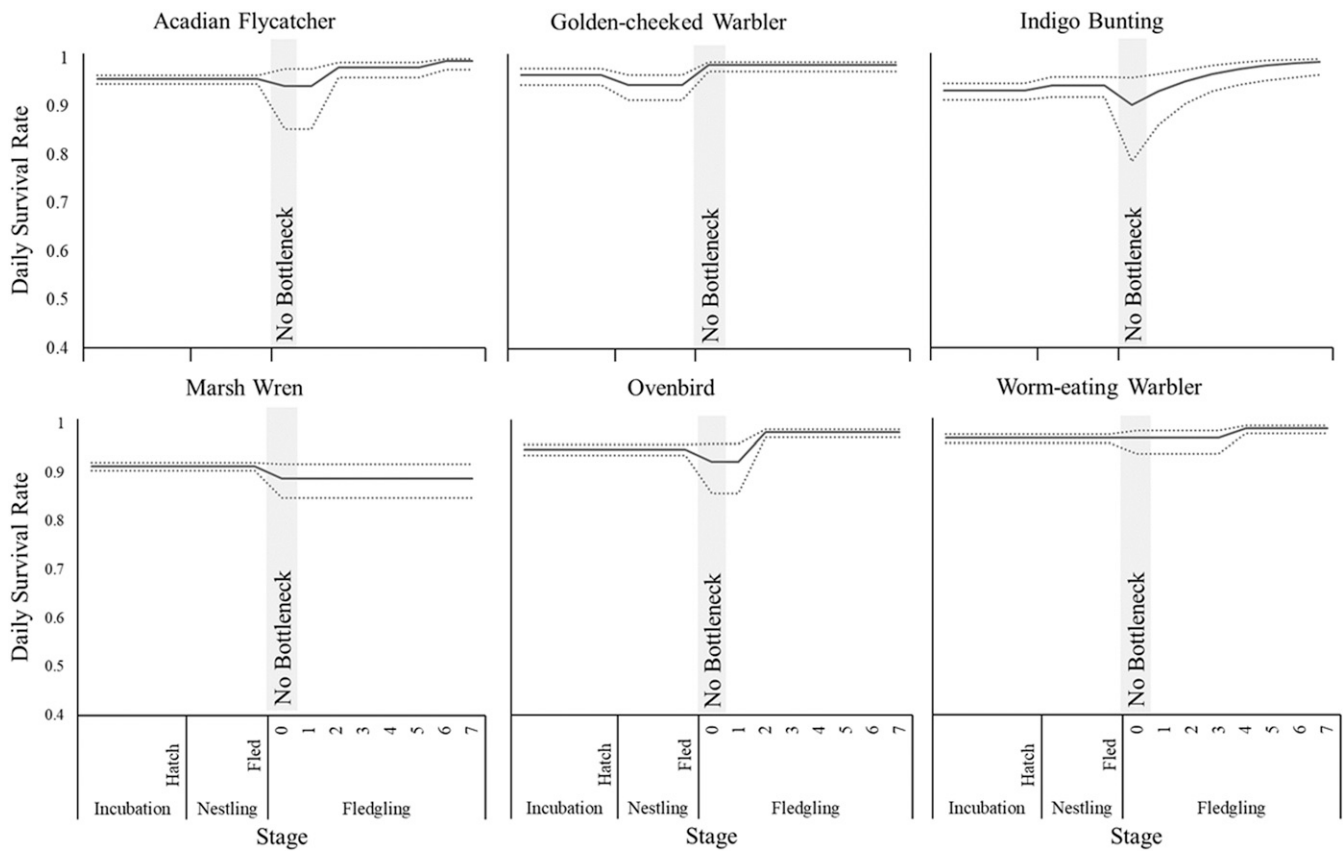 Acadian Flycatcher
Golden-cheeked Warbler
Indigo Bunting
Daily Survival Rate
1
0.9
0.8
0.7
0.6
0.5
0.4
No Bottleneck
No Bottleneck
No Bottleneck
Marsh Wren
Ovenbird
Worm-eating Warbler
Daily Survival Rate
1
0.9
0.8
0.7
0.6
0.5
0.4
No Bottleneck
No Bottleneck
No Bottleneck
Hatch Fled 0 1 2 3 4 5 6 7
Hatch Fled 0 1 2 3 4 5 6 7
Hatch Fled 0 1 2 3 4 5 6 7
Incubation Nestling Fledgling
Incubation Nestling Fledgling
Incubation Nestling Fledgling
Stage
Stage
Stage